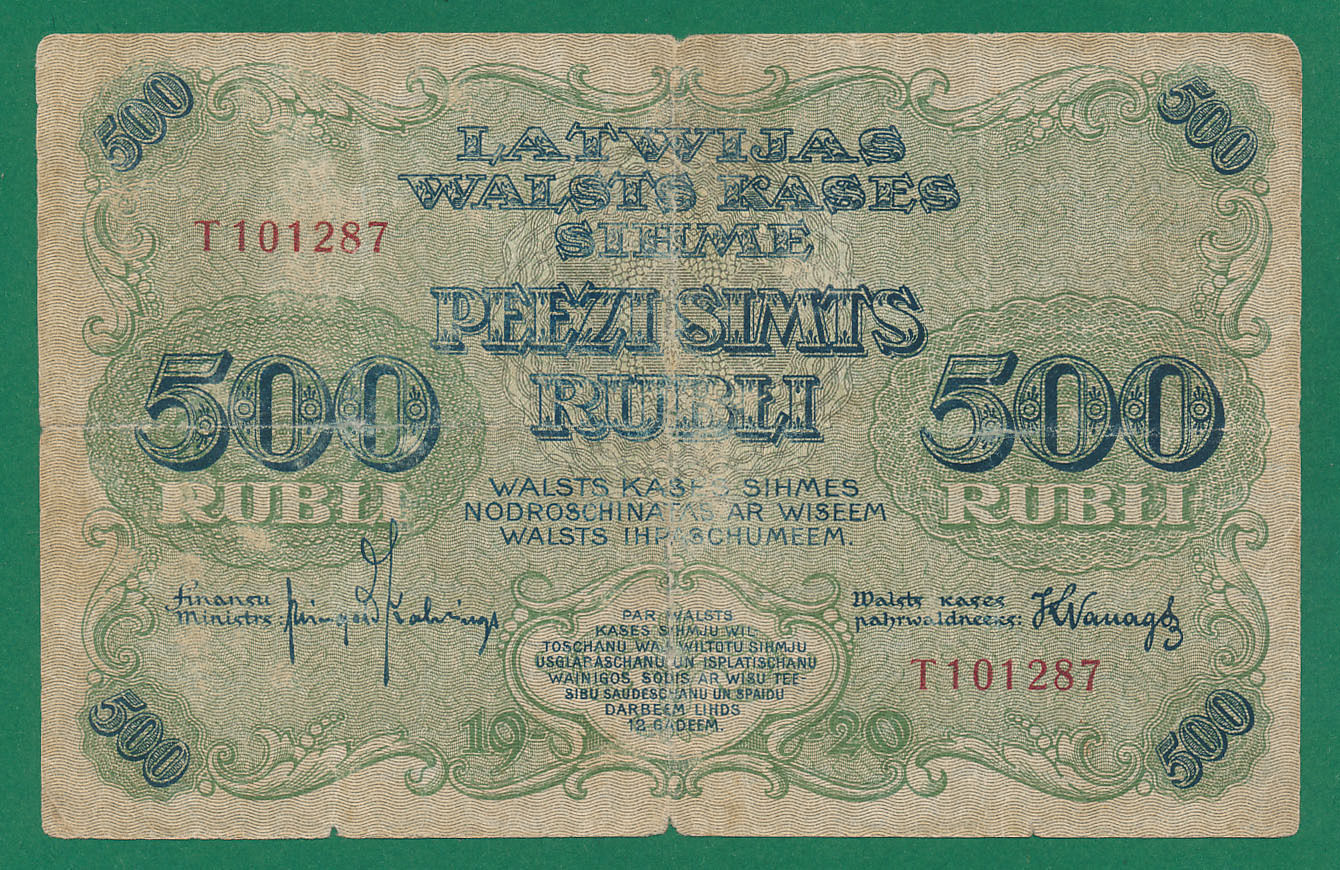 500
500
LATWIJAS
WALSTS KASES
SIHME
T 101287
PEEZI SIMTS
RUBLI
500
500
RUBLI
RUBLI
WALSTS KASES SIHMES
NODROSCHINATAS AR WISEEM
WALSTS IHPASCHUMEEM.
Finansu
ministrs:
Walsts kases
pahrwaldneeks:
PAR WALSTS
KASES SIHMJU WIL-
TOSCHANU WAI WILTOTU SIHMJU
USGLABASCHANU UN ISPLATISCHANU
WAINIGOS SODIS AR WISU TEE-
SIBU SAUDESCHANU UN SPAIDU
DARBEEM LIHDS
12 GADEEM.
T 101287
1920
500
500